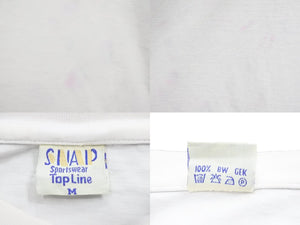 SNAP
Sportswear
Top Line
M
100% BW GEK